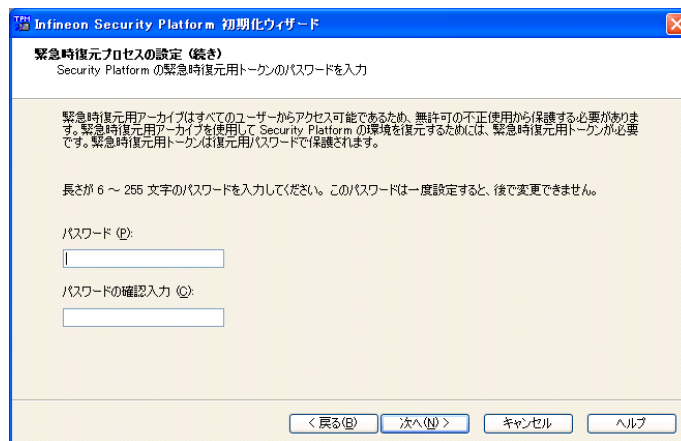 TPM Infineon Security Platform 初期化ウィザード
緊急時復元プロセスの設定 (続き)
Security Platform の緊急時復元用トークンのパスワードを入力
緊急時復元用アーカイブはすべてのユーザーからアクセス可能であるため、無許可の不正使用から保護する必要がありま
す。緊急時復元用アーカイブを使用して Security Platform の環境を復元するためには、緊急時復元用トークンが必要
です。緊急時復元用トークンは復元用パスワードで保護されます。
長さが 6 ～ 255 文字のパスワードを入力してください。このパスワードは一度設定すると、後で変更できません。
パスワード (P):
パスワードの確認入力 (C):
< 戻る(B) 次へ(N) > キャンセル ヘルプ